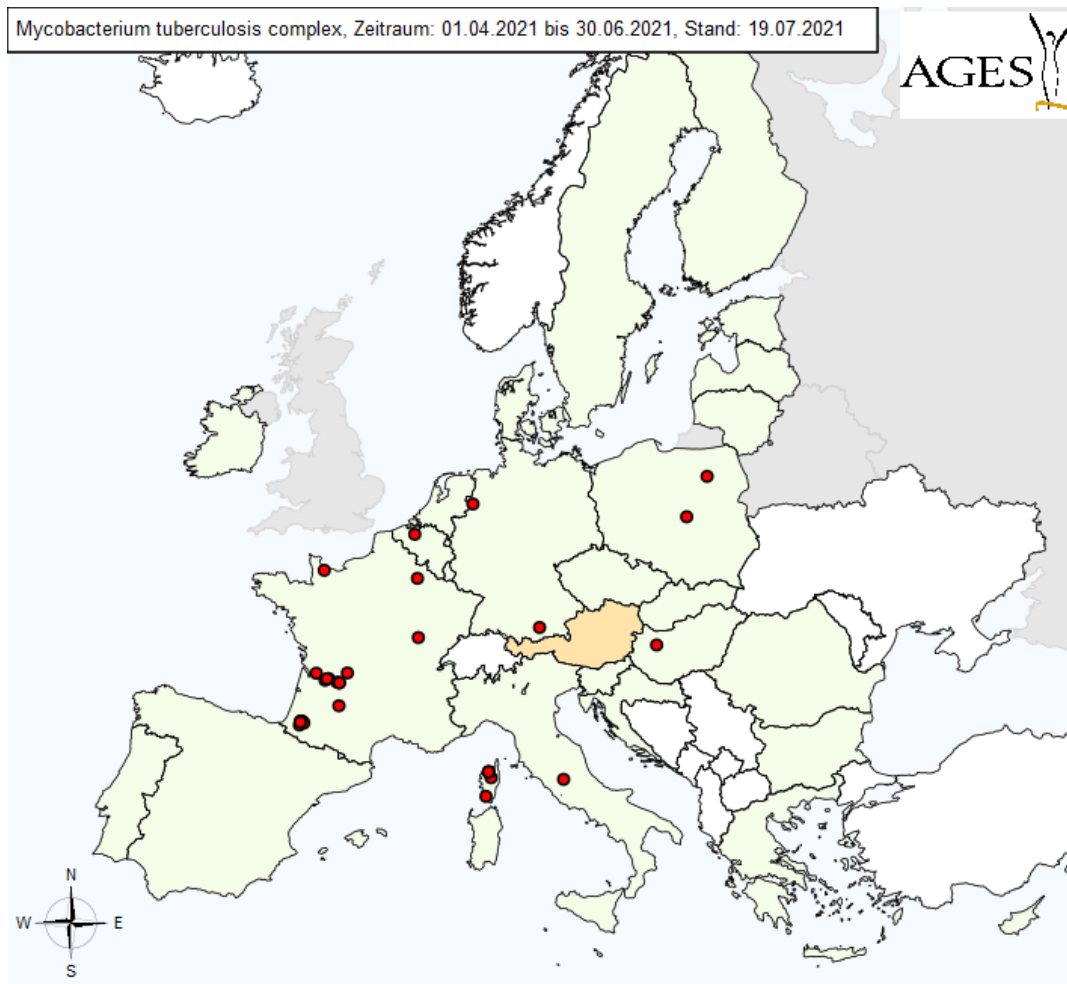 Mycobacterium tuberculosis complex, Zeitraum: 01.04.2021 bis 30.06.2021, Stand: 19.07.2021
AGES
N
W E
S